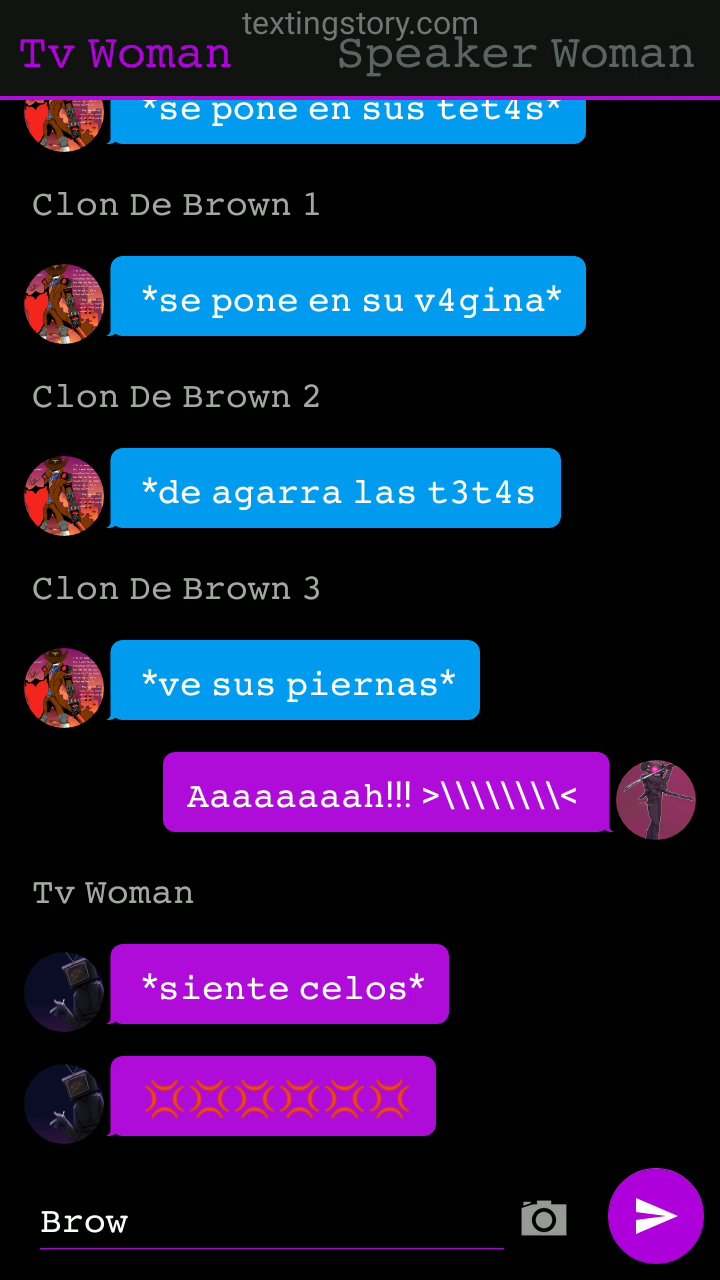 textingstory.com
Tv Woman
Speaker Woman
*se pone en sus tet4s*
Clon De Brown 1
*se pone en su v4gina*
Clon De Brown 2
*de agarra las t3t4s
Clon De Brown 3
*ve sus piernas*
Aaaaaaaah!!! >\\\\\\\\\<
Tv Woman
*siente celos*
💢💢💢💢💢💢
Brow